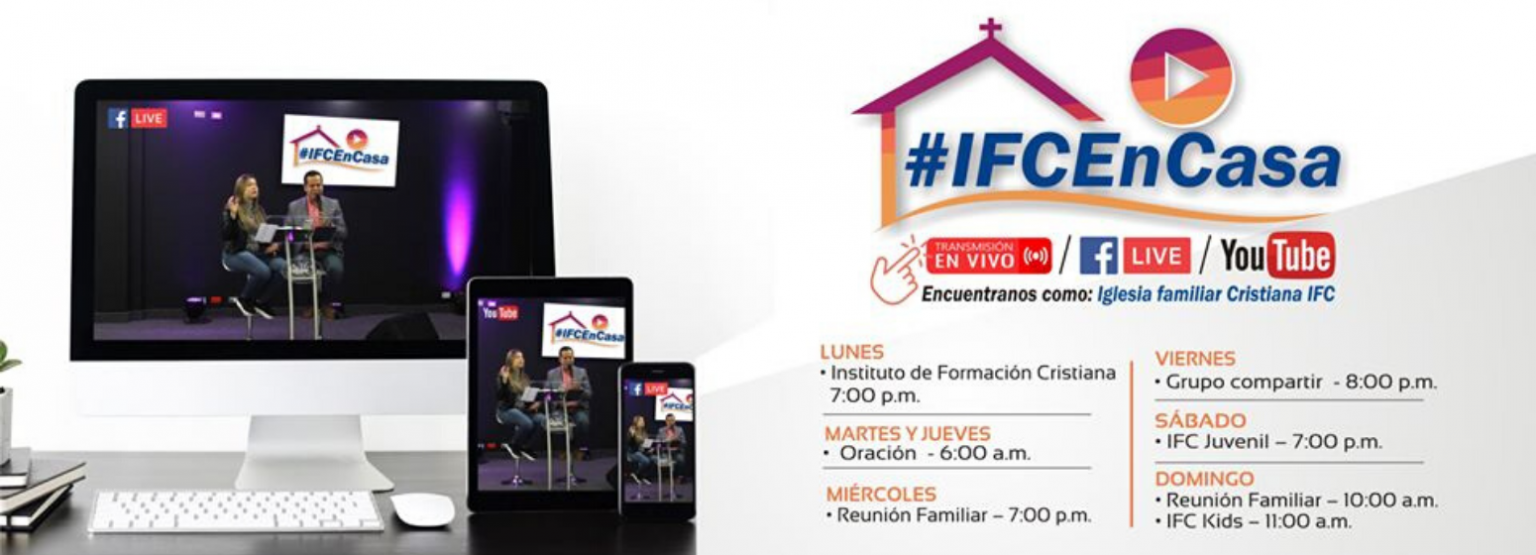 f LIVE
#IFCEnCasa
YouTube
#IFCEnCasa
f LIVE
#IFCEnCasa
TRANSMISIÓN
EN VIVO
/ f LIVE / YouTube
Encuentranos como: Iglesia familiar Cristiana IFC
LUNES
• Instituto de Formación Cristiana
7:00 p.m.
MARTES Y JUEVES
• Oración - 6:00 a.m.
MIÉRCOLES
• Reunión Familiar – 7:00 p.m.
VIERNES
• Grupo compartir - 8:00 p.m.
SÁBADO
• IFC Juvenil – 7:00 p.m.
DOMINGO
• Reunión Familiar – 10:00 a.m.
• IFC Kids – 11:00 a.m.